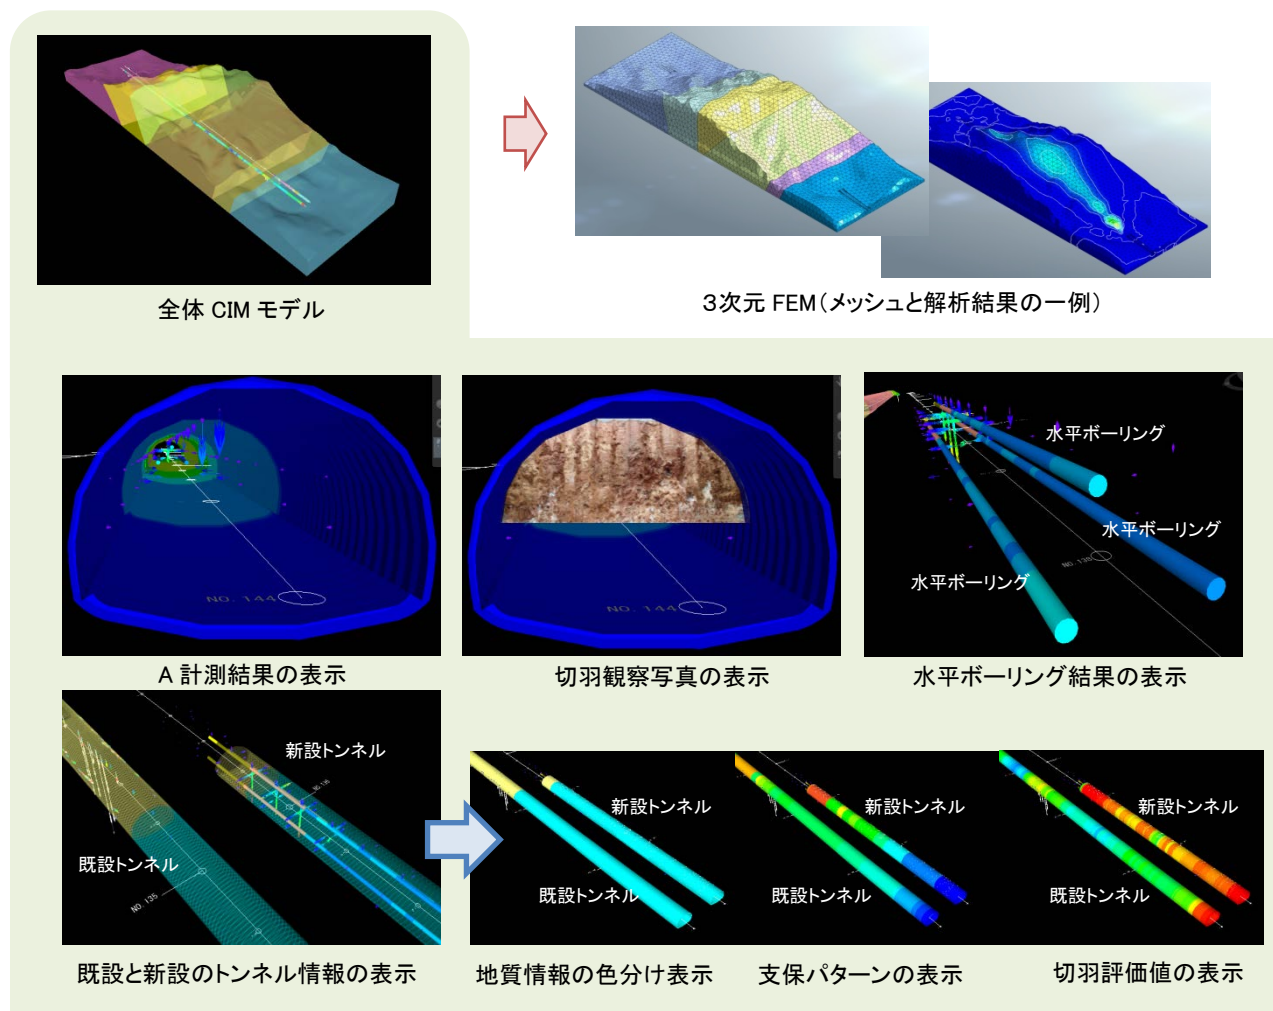 全体 CIM モデル
3次元 FEM(メッシュと解析結果の一例)
NO. 144
NO. 144
水平ボーリング
水平ボーリング
水平ボーリング
NO. 135
A 計測結果の表示
切羽観察写真の表示
水平ボーリング結果の表示
新設トンネル
既設トンネル
NO. 135
新設トンネル
既設トンネル
新設トンネル
既設トンネル
新設トンネル
既設トンネル
既設と新設のトンネル情報の表示
地質情報の色分け表示
支保パターンの表示
切羽評価値の表示